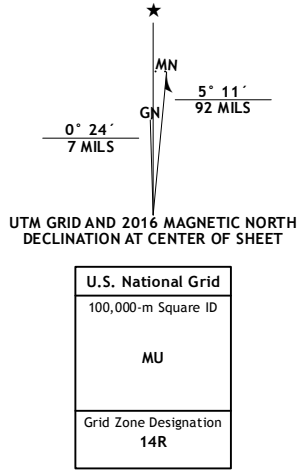 MN
GN
5° 11´
92 MILS
0° 24´
7 MILS
UTM GRID AND 2016 MAGNETIC NORTH
DECLINATION AT CENTER OF SHEET
U.S. National Grid
100,000-m Square ID
MU
Grid Zone Designation
14R